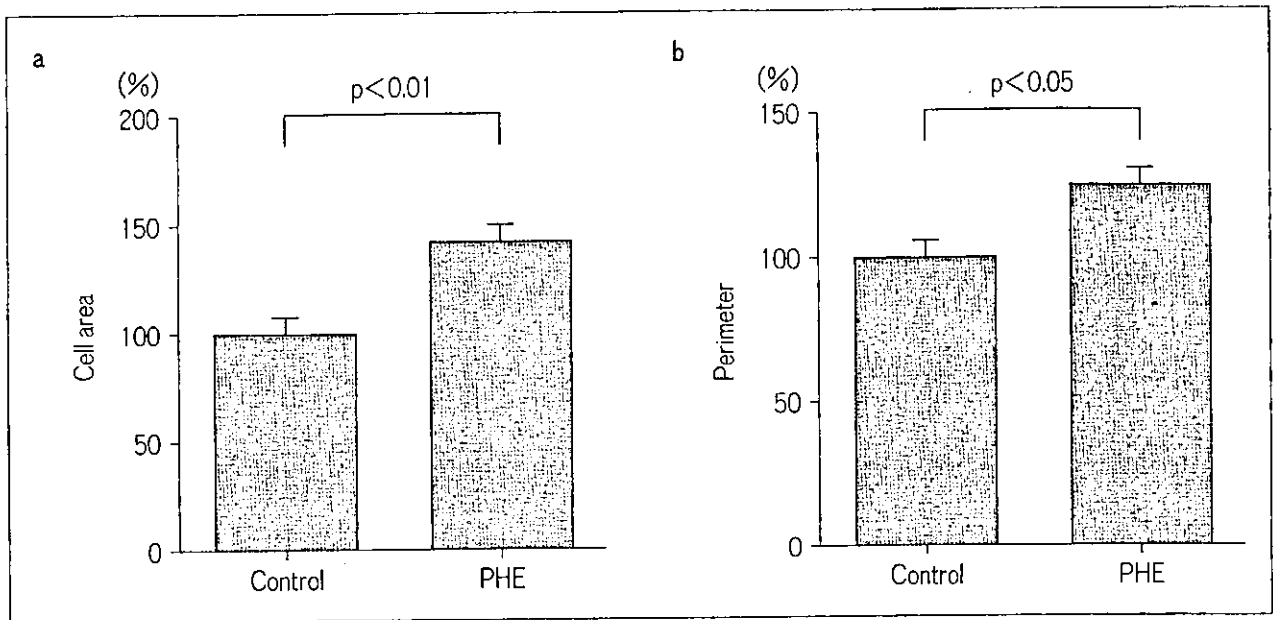 a
(%)
p<0.01
200
150
100
50
0
Cell area
Control
PHE
b
(%)
p<0.05
150
100
50
0
Perimeter
Control
PHE